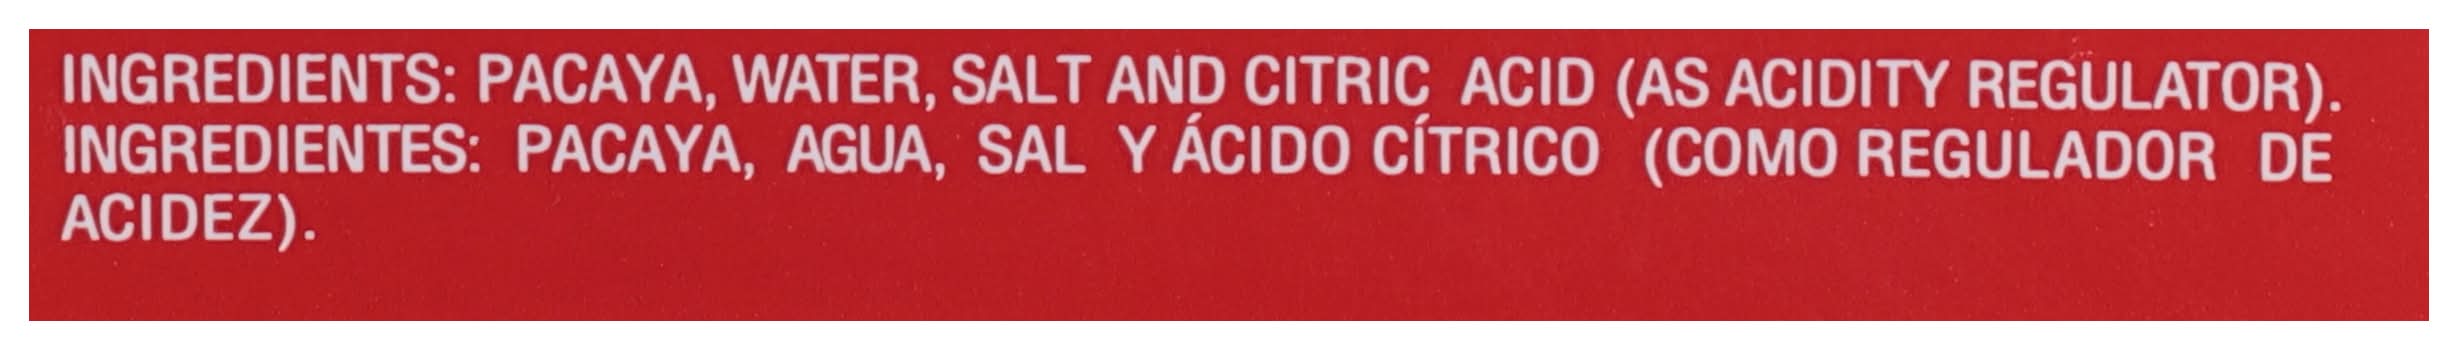 INGREDIENTS: PACAYA, WATER, SALT AND CITRIC ACID (AS ACIDITY REGULATOR).
INGREDIENTES: PACAYA, AGUA, SAL Y ÁCIDO CÍTRICO (COMO REGULADOR DE
ACIDEZ).